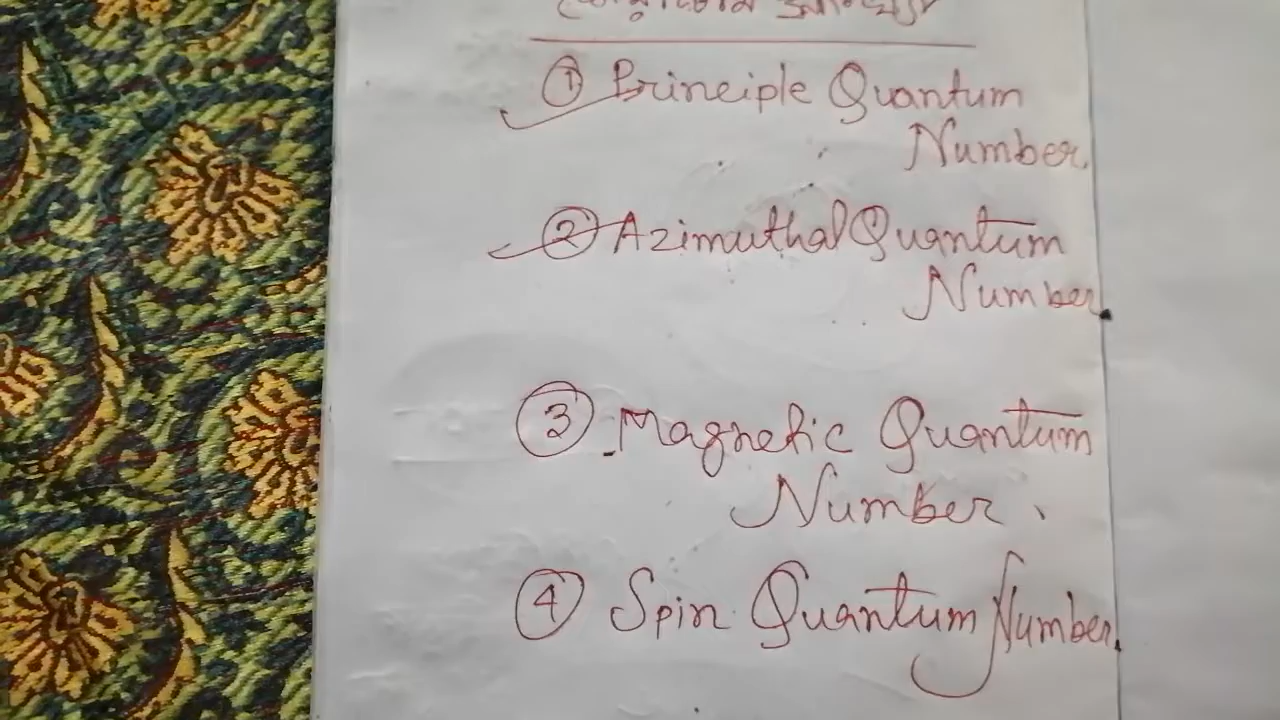 ① Principle Quantum
Number.
② Azimuthal Quantum
Number.
③ Magnetic Quantum
Number.
④ Spin Quantum Number.